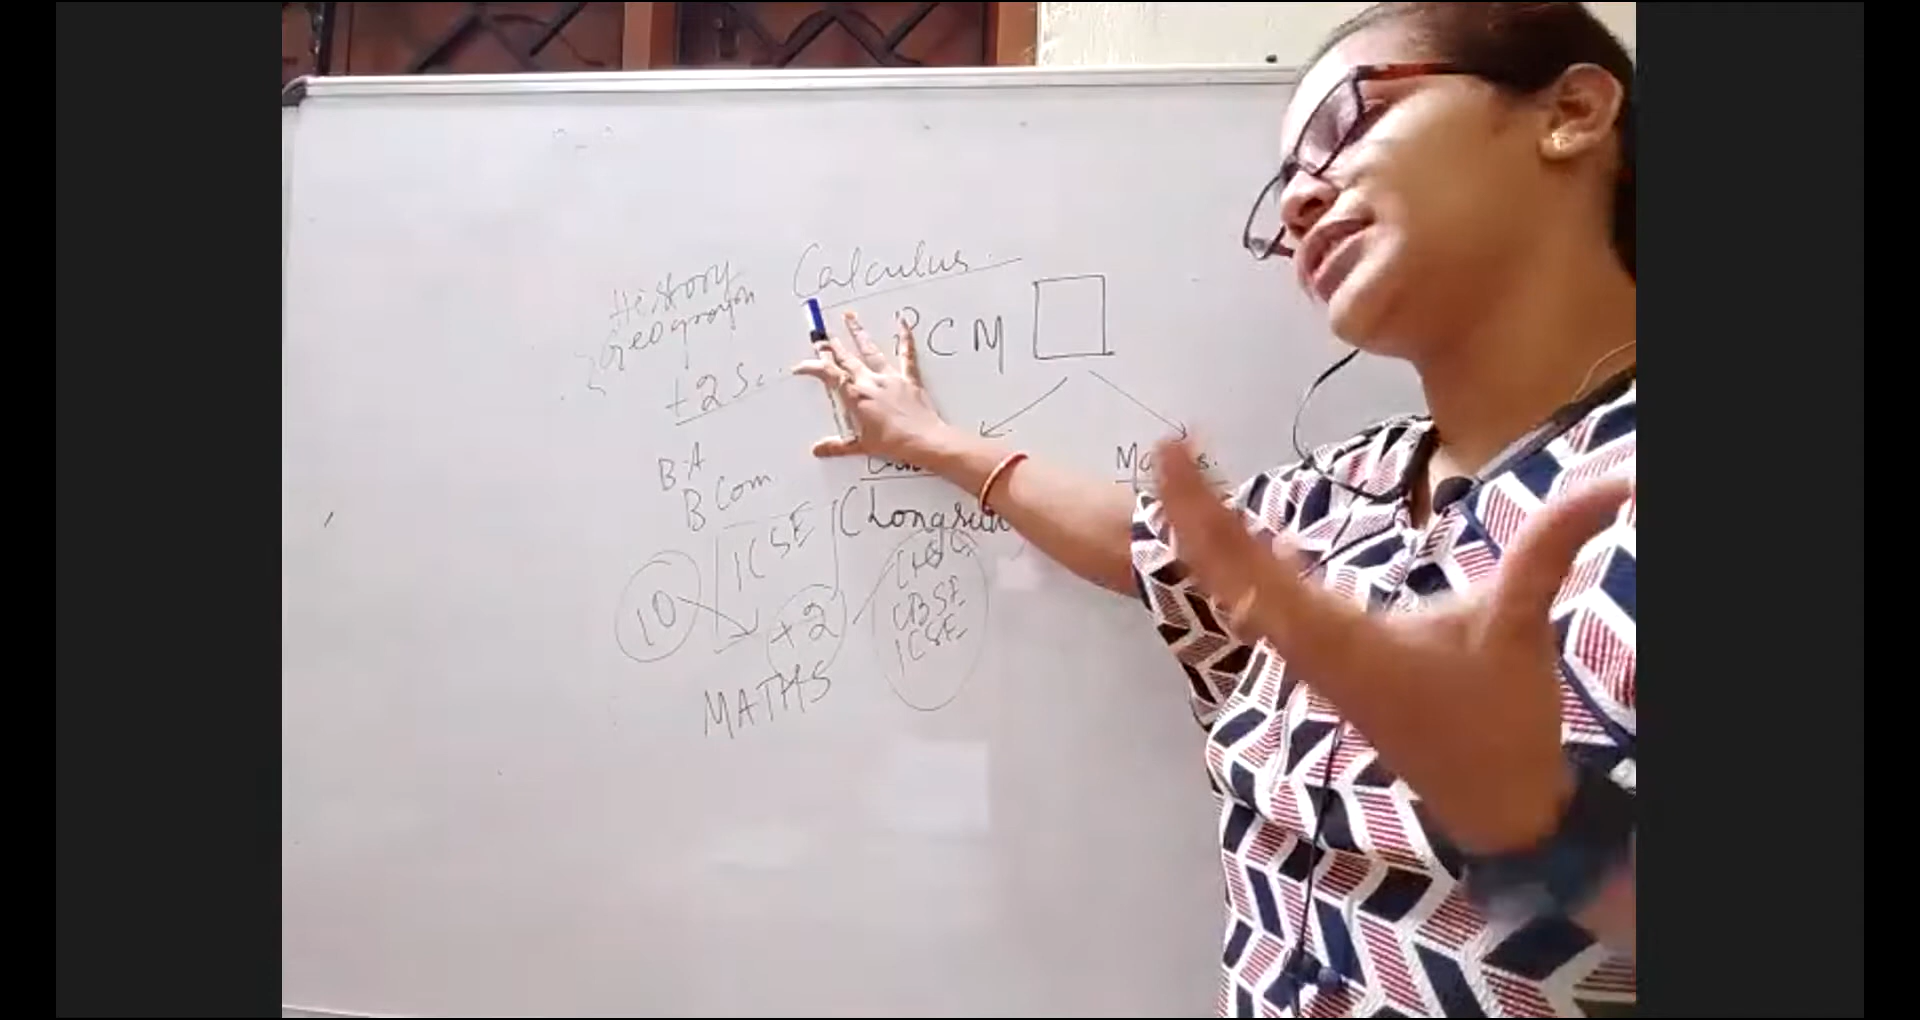 Calculus.
History
Geography
PCM
+2 Sc.
BA
B Com
ICSE
10
+2
CBSE
ICSE
MATHS